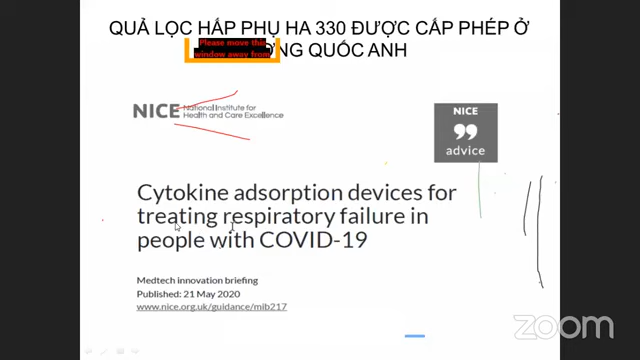 QUẢ LỌC HẤP PHỤ HA 330 ĐƯỢC CẤP PHÉP Ở
Please move this
window away from
QUỐC ANH
NICE National Institute for
Health and Care Excellence
NICE
advice
Cytokine adsorption devices for
treating respiratory failure in
people with COVID-19
Medtech innovation briefing
Published: 21 May 2020
www.nice.org.uk/guidance/mib217
zoom